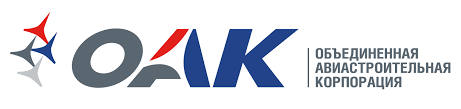 ОАК
ОБЪЕДИНЕННАЯ
АВИАСТРОИТЕЛЬНАЯ
КОРПОРАЦИЯ